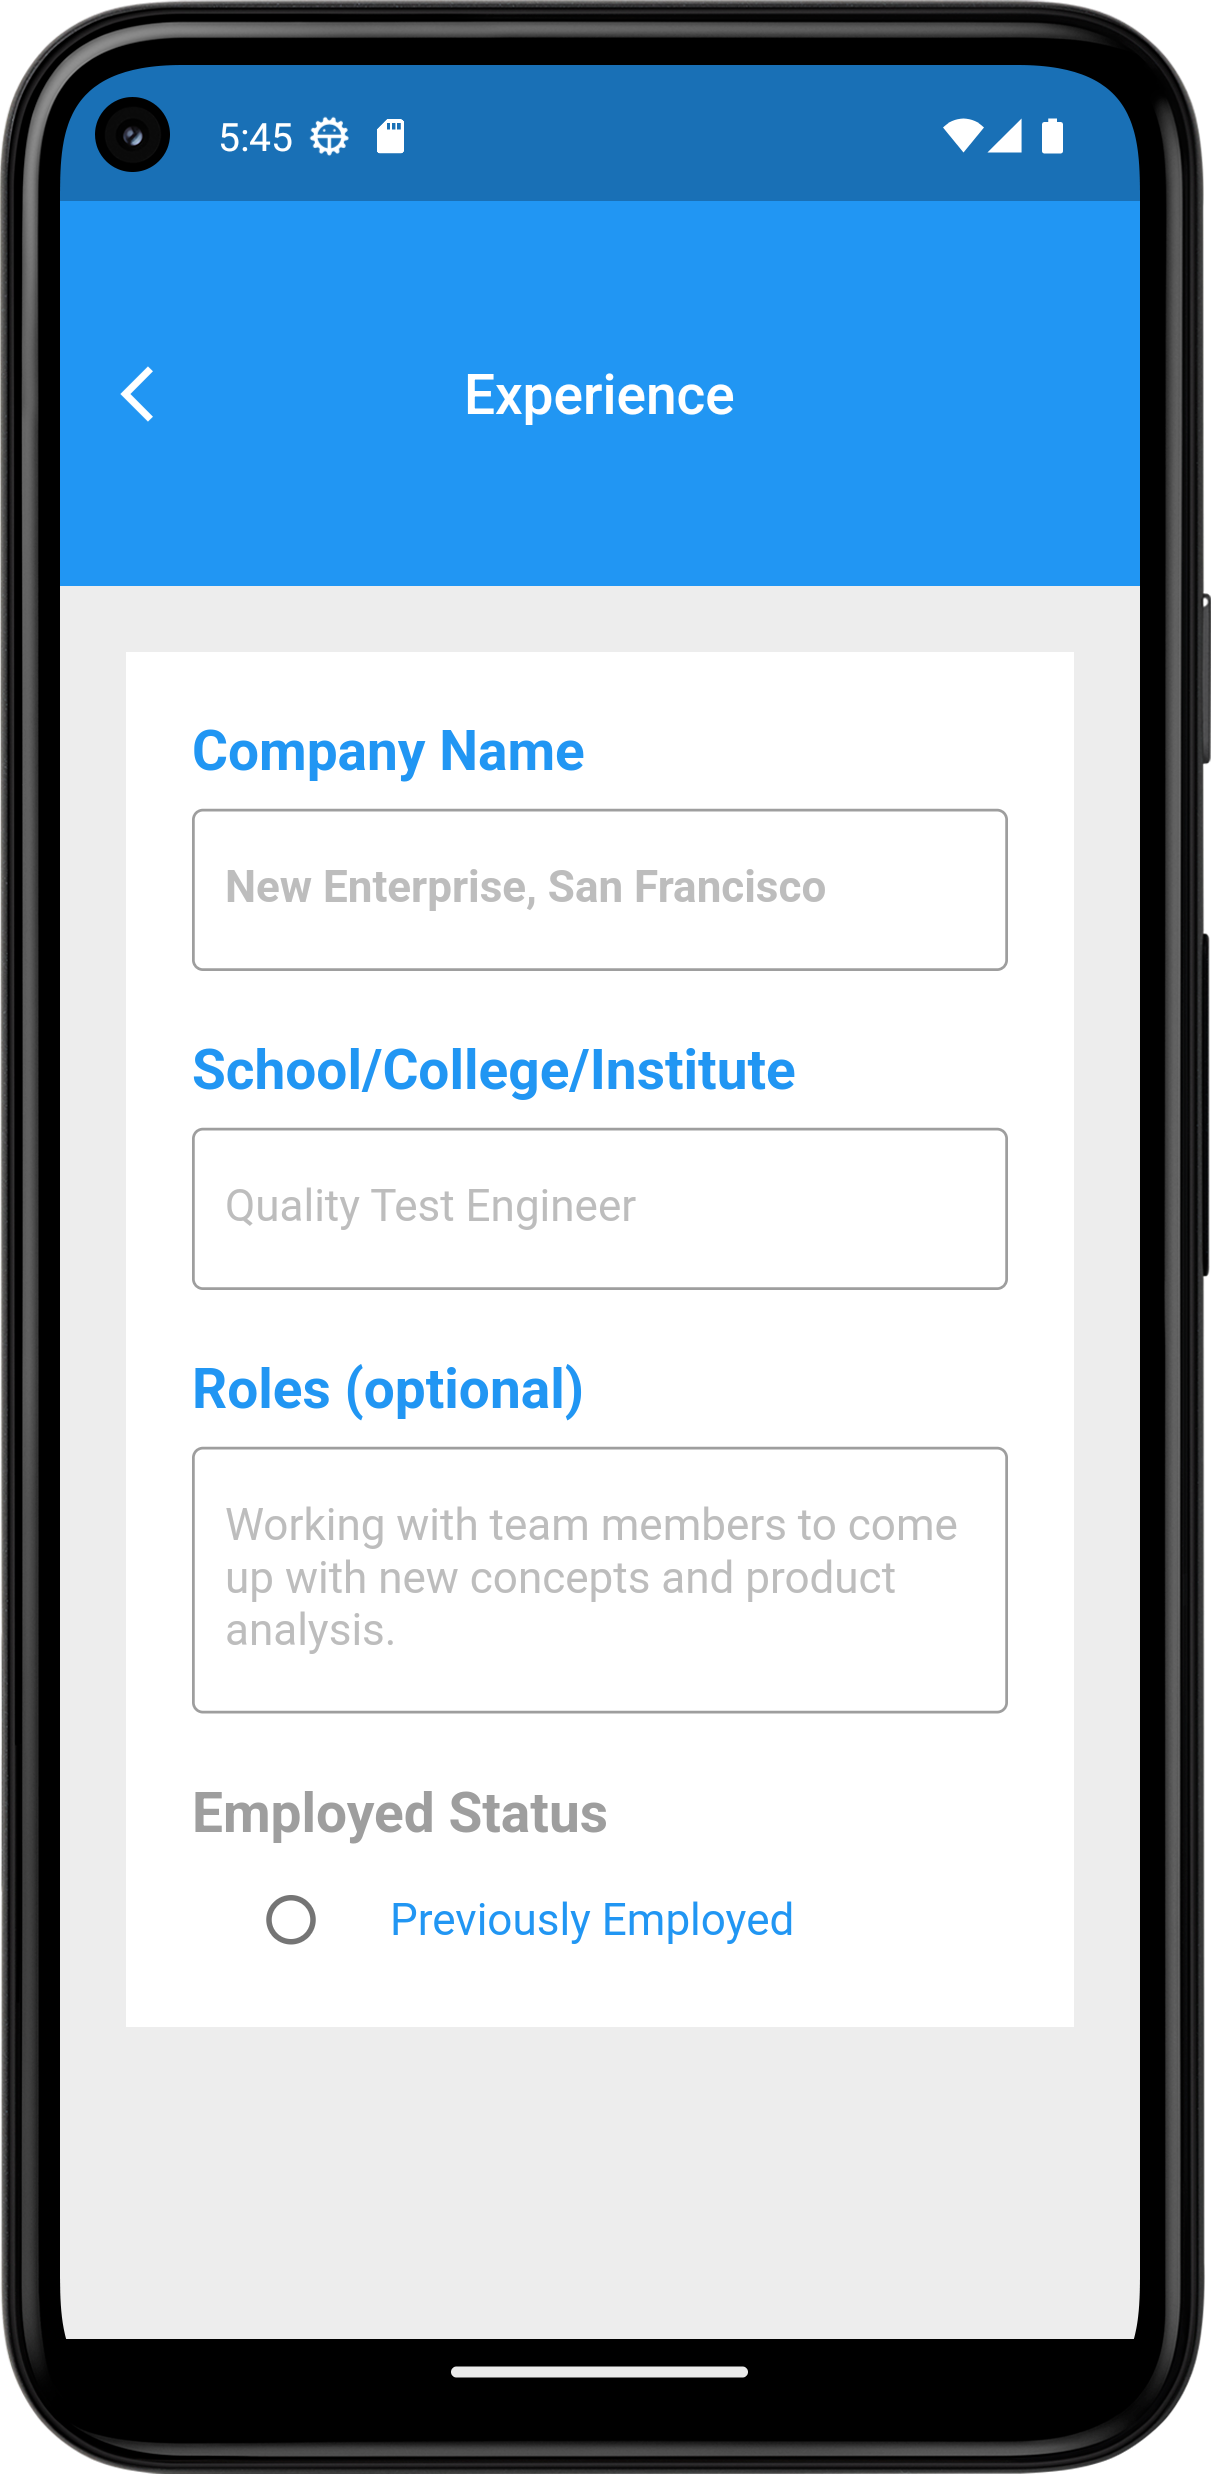 5:45
Experience
Company Name
New Enterprise, San Francisco
School/College/Institute
Quality Test Engineer
Roles (optional)
Working with team members to come
up with new concepts and product
analysis.
Employed Status
Previously Employed